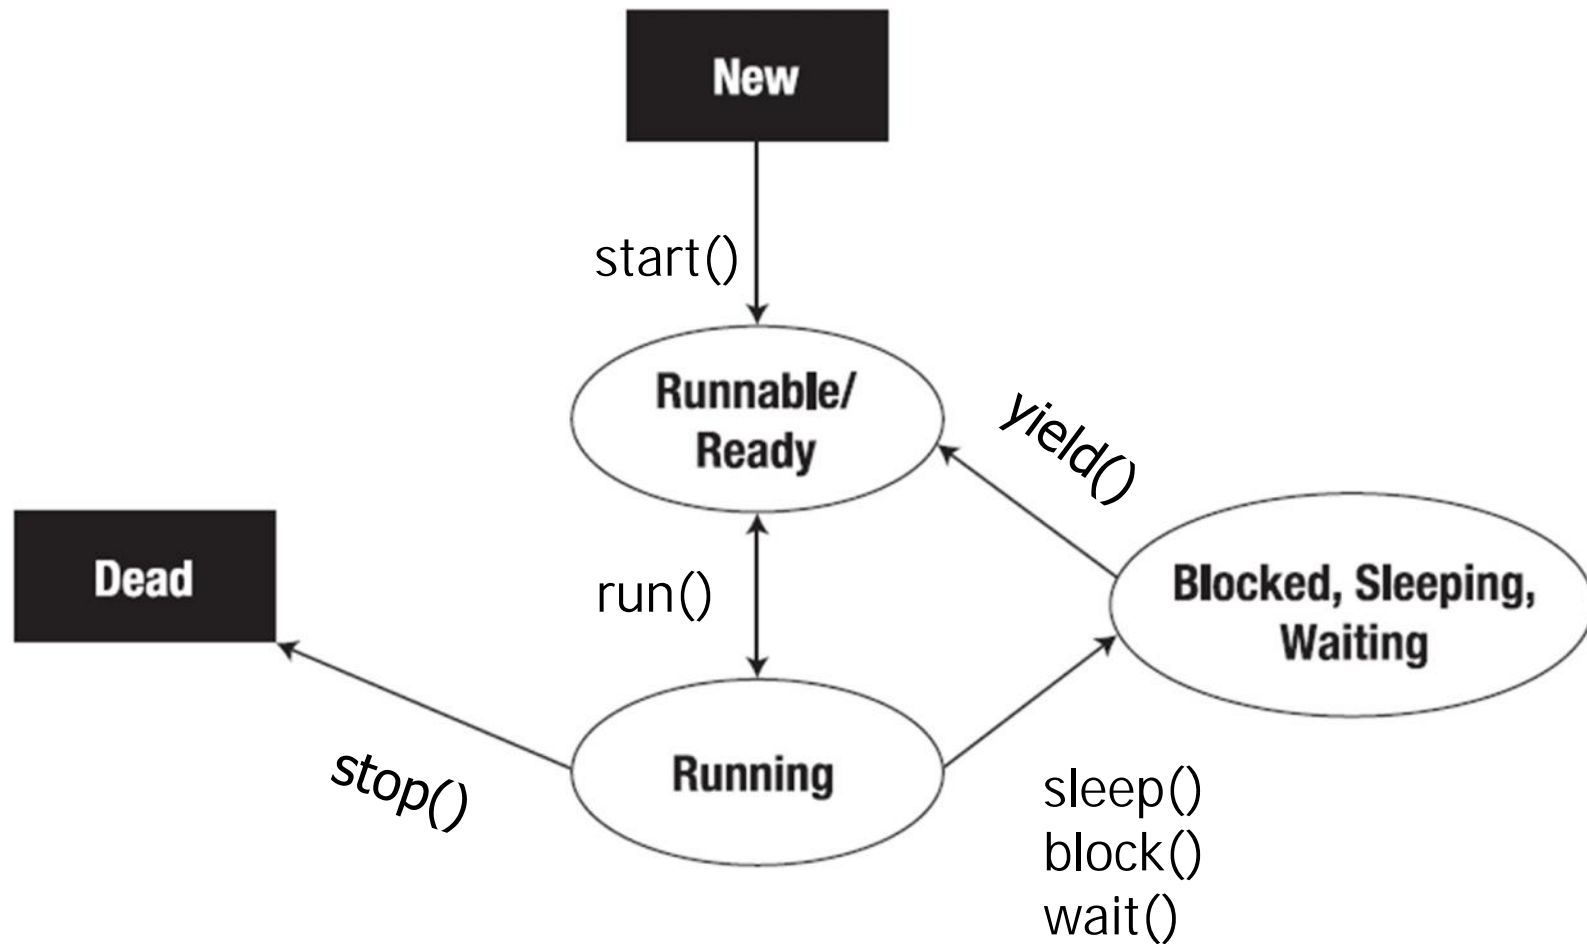 New
start()
Runnable/
Ready
yield()
Dead
run()
Blocked, Sleeping,
Waiting
stop()
Running
sleep()
block()
wait()